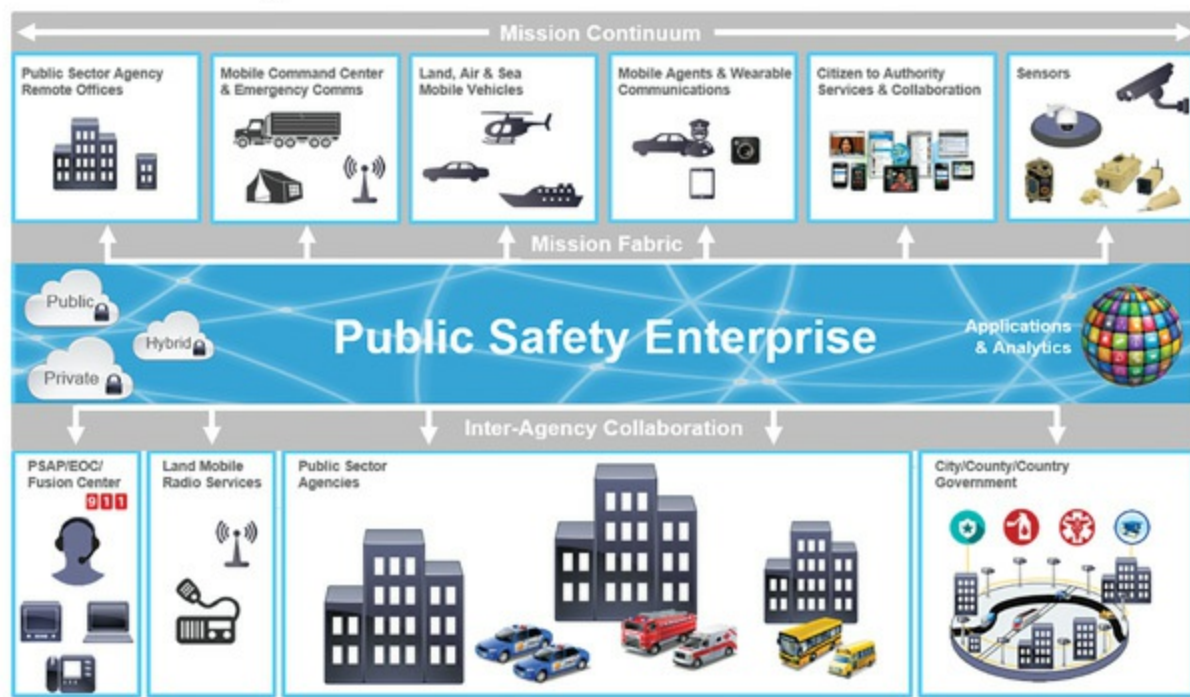 Mission Continuum
Public Sector Agency
Remote Offices
Mobile Command Center
& Emergency Comms
Land, Air & Sea
Mobile Vehicles
Mobile Agents & Wearable
Communications
Citizen to Authority
Services & Collaboration
Sensors
Mission Fabric
Public
Hybrid
Private
Public Safety Enterprise
Applications
& Analytics
Inter-Agency Collaboration
PSAP/EOC/
Fusion Center
911
Land Mobile
Radio Services
Public Sector
Agencies
City/County/Country
Government